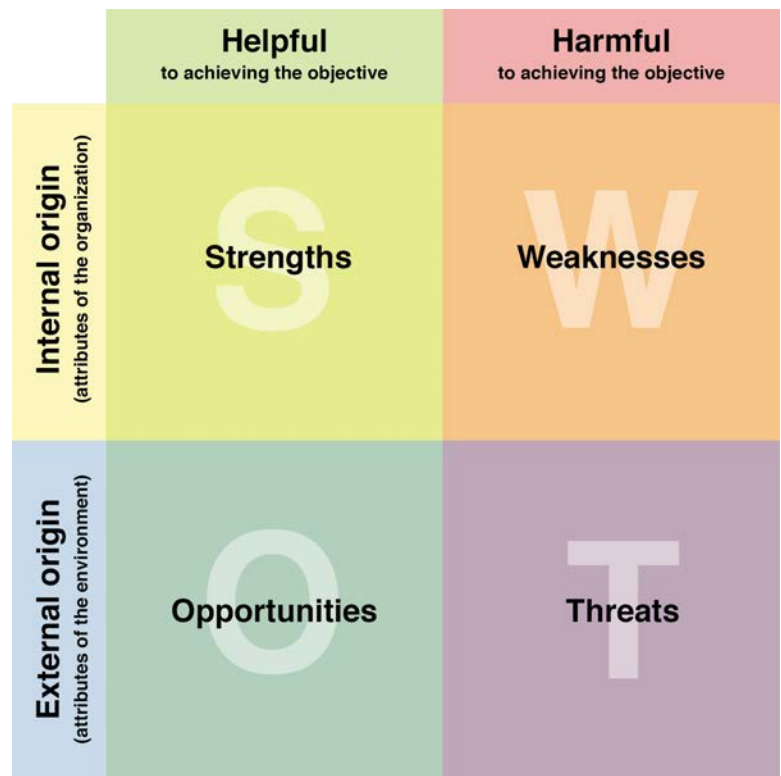 Helpful
to achieving the objective
Harmful
to achieving the objective
Internal origin
(attributes of the organization)
S
Strengths
W
Weaknesses
External origin
(attributes of the environment)
O
Opportunities
T
Threats